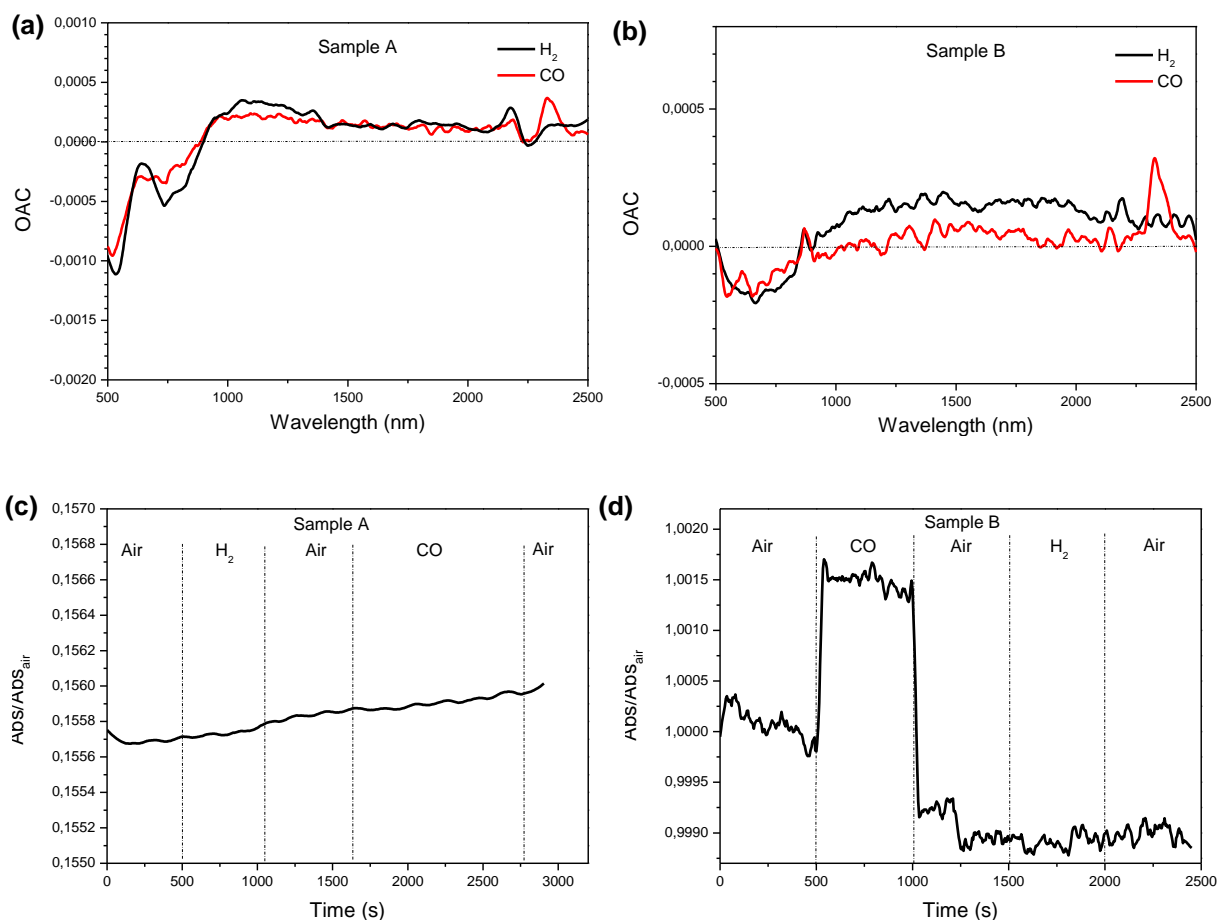 (a)
Sample A
H₂
CO
0,0010
0,0005
0,0000
-0,0005
-0,0010
-0,0015
-0,0020
OAC
500
1000
1500
2000
2500
Wavelength (nm)
(b)
Sample B
H₂
CO
0,0005
0,0000
-0,0005
OAC
500
1000
1500
2000
2500
Wavelength (nm)
(c)
Sample A
Air H₂ Air CO Air
0,1570
0,1568
0,1566
0,1564
0,1562
0,1560
0,1558
0,1556
0,1554
0,1552
0,1550
Abs/Abs_air
0 500 1000 1500 2000 2500 3000
Time (s)
(d)
Sample B
Air CO Air H₂ Air
1,0020
1,0015
1,0010
1,0005
1,0000
0,9995
0,9990
Abs/Abs_air
0 500 1000 1500 2000 2500
Time (s)